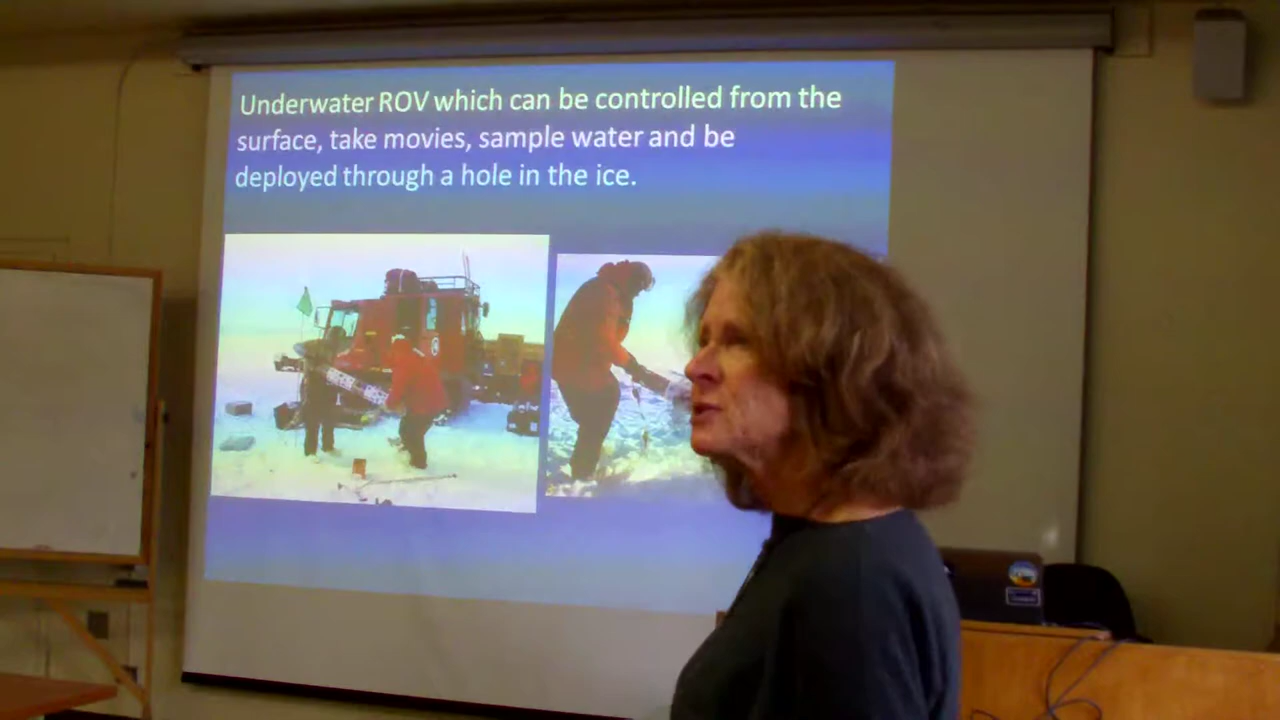 Underwater ROV which can be controlled from the
surface, take movies, sample water and be
deployed through a hole in the ice.